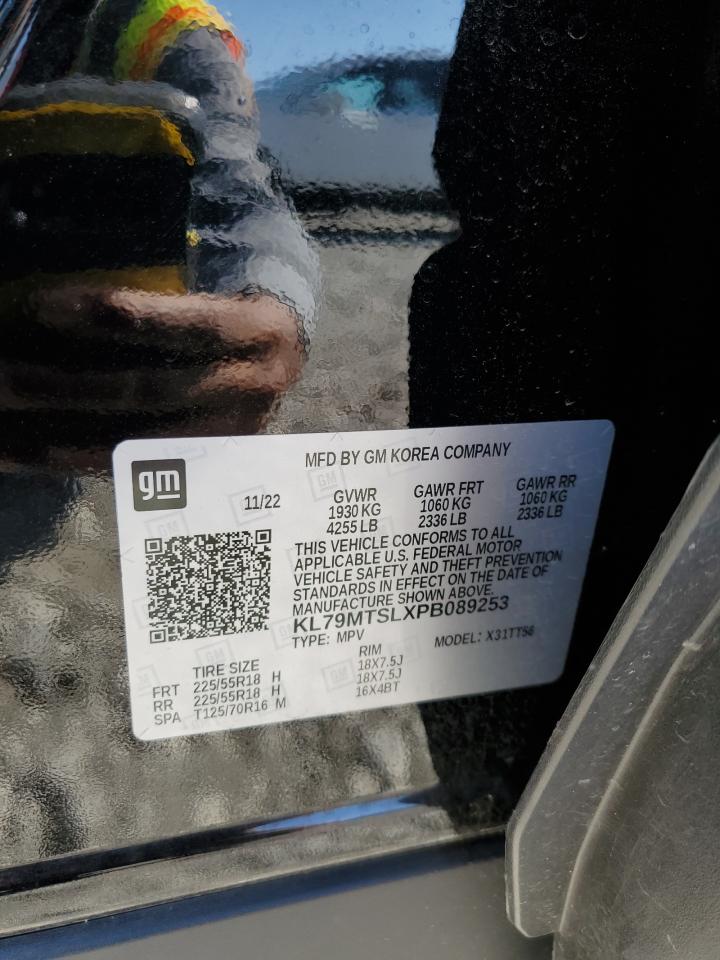 gm
MFD BY GM KOREA COMPANY
11/22
GVWR
1930 KG
4255 LB
GAWR FRT
1060 KG
2336 LB
GAWR RR
1060 KG
2336 LB
THIS VEHICLE CONFORMS TO ALL
APPLICABLE U.S. FEDERAL MOTOR
VEHICLE SAFETY AND THEFT PREVENTION
STANDARDS IN EFFECT ON THE DATE OF
MANUFACTURE SHOWN ABOVE.
KL79MTSLXPB089253
TYPE: MPV
MODEL: X31TT56
TIRE SIZE
RIM
FRT 225/55R18 H 18X7.5J
RR 225/55R18 H 18X7.5J
SPA T125/70R16 M 16X4BT